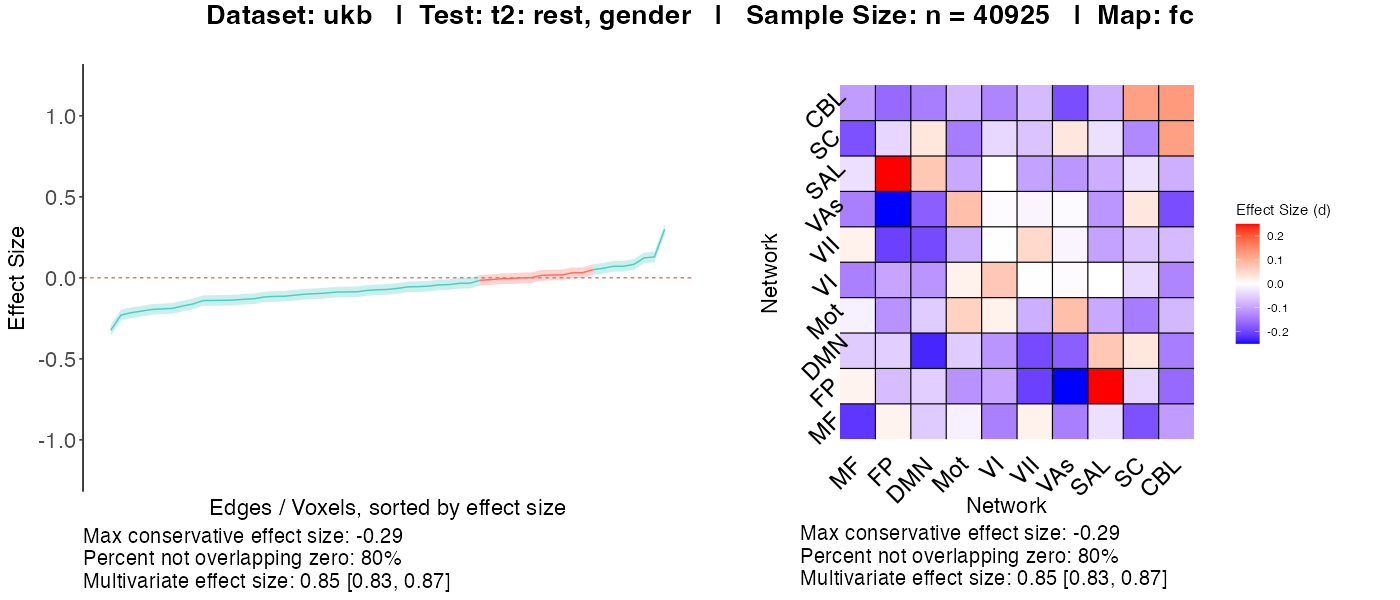 Dataset: ukb | Test: t2: rest, gender | Sample Size: n = 40925 | Map: fc
Effect Size
1.0
0.5
0.0
-0.5
-1.0
Edges / Voxels, sorted by effect size
Max conservative effect size: -0.29
Percent not overlapping zero: 80%
Multivariate effect size: 0.85 [0.83, 0.87]
Network
CBL
SC
SAL
VAs
VII
VI
Mot
DMN
FP
MF
MF FP DMN Mot VI VII VAs SAL SC CBL
Network
Effect Size (d)
0.2
0.1
0.0
-0.1
-0.2
Max conservative effect size: -0.29
Percent not overlapping zero: 80%
Multivariate effect size: 0.85 [0.83, 0.87]